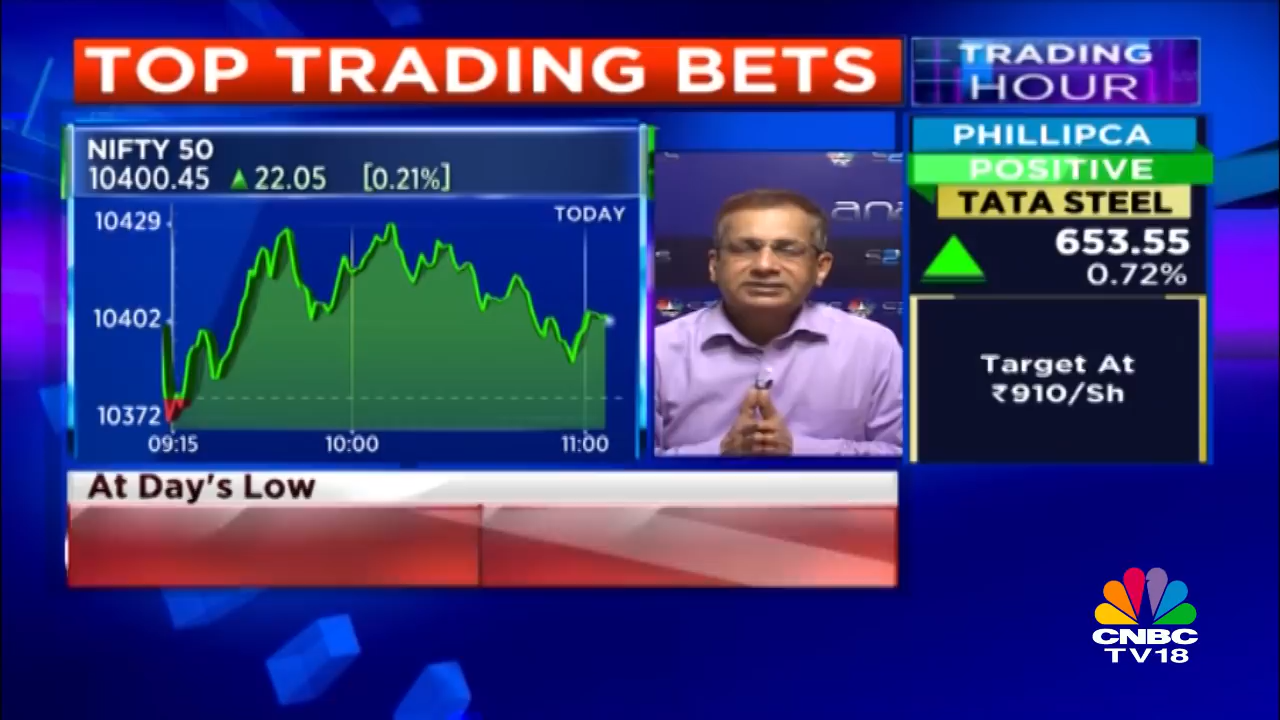 TOP TRADING BETS
TRADING
HOUR
NIFTY 50
10400.45 ▲ 22.05 [0.21%]
TODAY
10429
10402
10372
09:15 10:00 11:00
PHILLIPCA
POSITIVE
TATA STEEL
653.55
0.72%
Target At
₹910/Sh
At Day's Low
CNBC
TV18